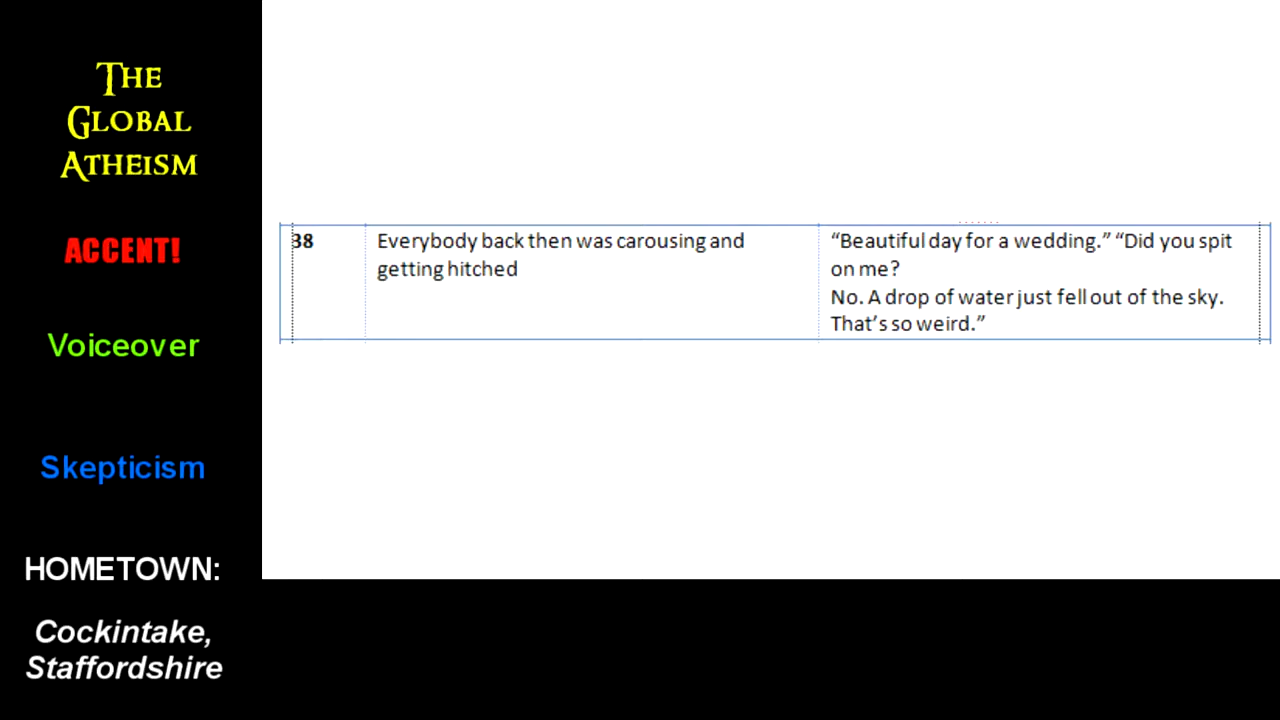 The
Global
Atheism
ACCENT!
Voiceover
Skepticism
HOMETOWN:
Cockintake,
Staffordshire
38
Everybody back then was carousing and
getting hitched
“Beautiful day for a wedding.” “Did you spit
on me?
No. A drop of water just fell out of the sky.
That’s so weird.”